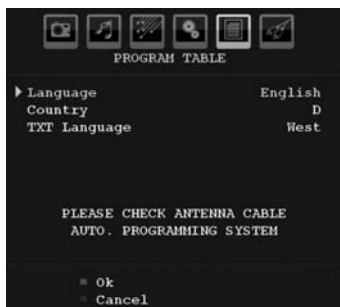 PROGRAM TABLE
Language English
Country D
TXT Language West
PLEASE CHECK ANTENNA CABLE
AUTO. PROGRAMMING SYSTEM
Ok
Cancel